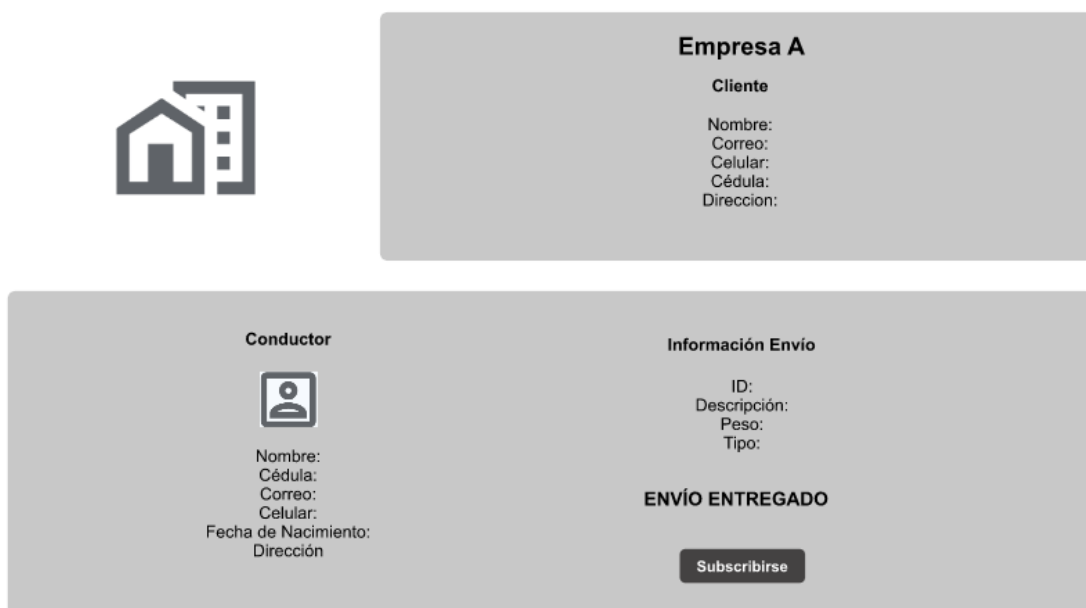 Empresa A
Cliente
Nombre:
Correo:
Celular:
Cédula:
Direccion:
Conductor
Nombre:
Cédula:
Correo:
Celular:
Fecha de Nacimiento:
Dirección
Información Envío
ID:
Descripción:
Peso:
Tipo:
ENVÍO ENTREGADO
Subscribirse